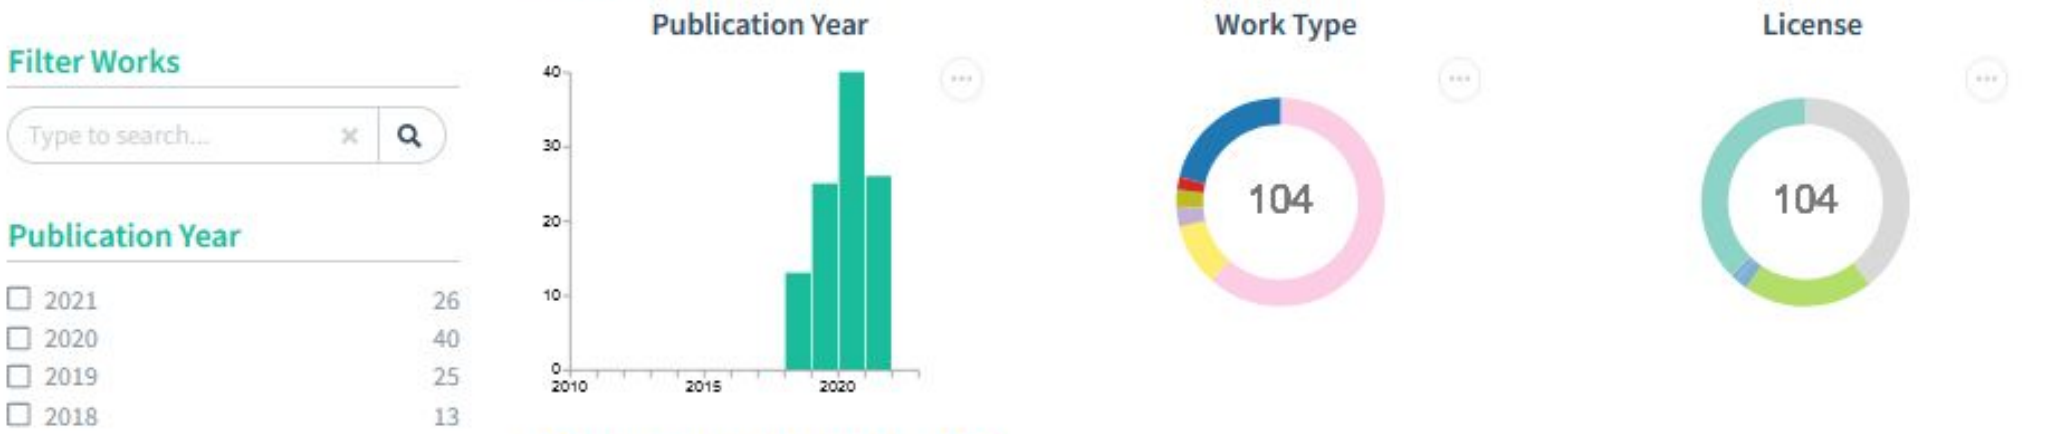 Filter Works
Type to search...
Publication Year
2021 26
2020 40
2019 25
2018 13
Publication Year
40
30
20
10
0
2010 2015 2020
Work Type
104
License
104